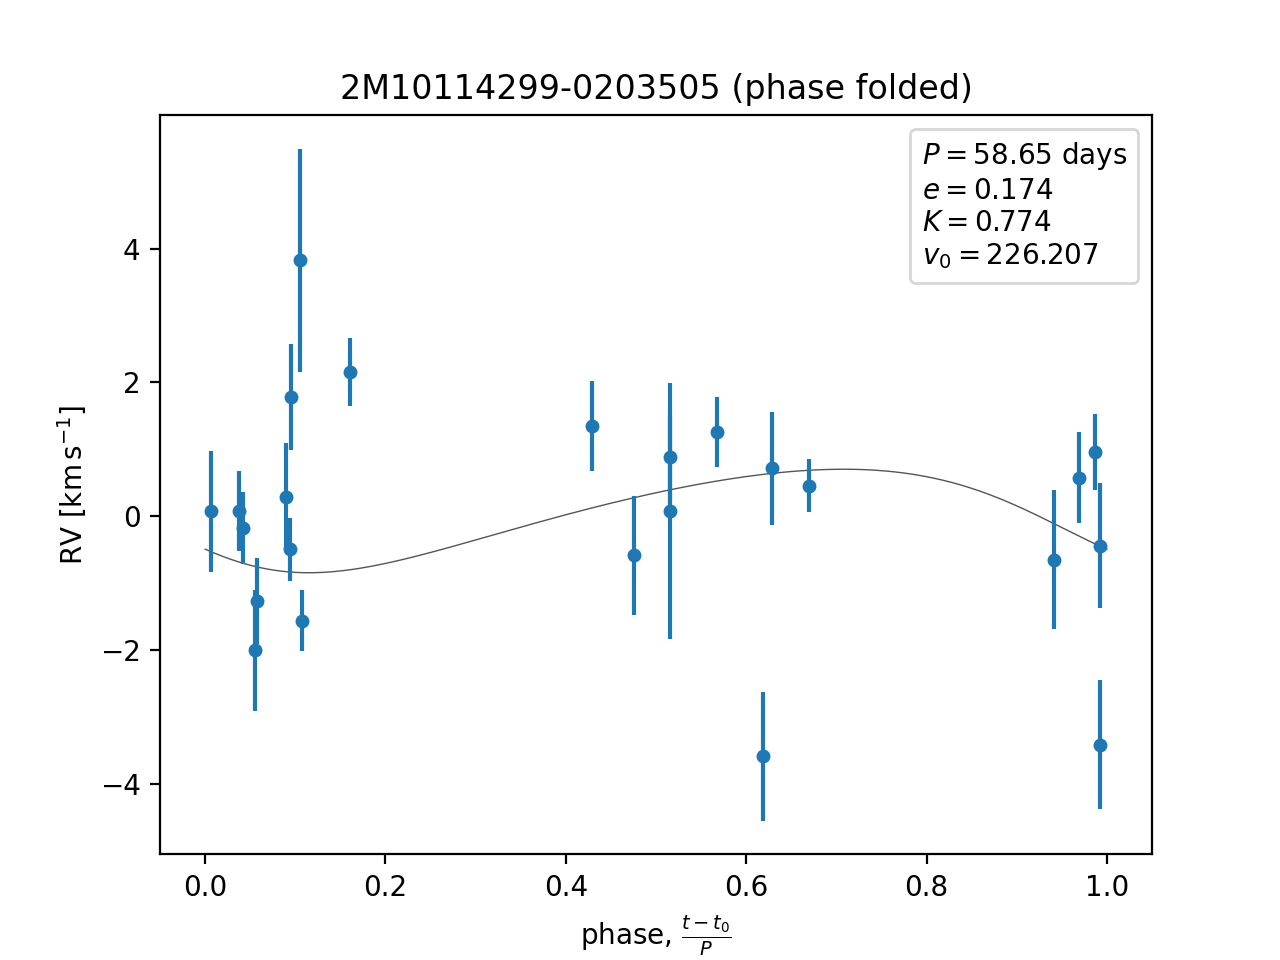 2M10114299-0203505 (phase folded)
P = 58.65 days
e = 0.174
K = 0.774
v₀ = 226.207
4
2
0
−2
−4
RV [km s⁻¹]
0.0 0.2 0.4 0.6 0.8 1.0
phase, (t − t₀)/P